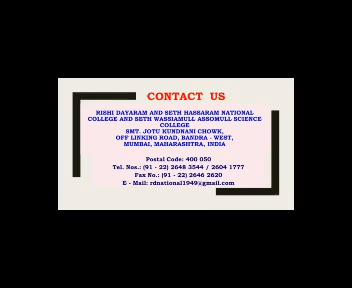 CONTACT US
RISHI DAYARAM AND SETH HASSARAM NATIONAL
COLLEGE AND SETH WASSIAMULL ASSOMULL SCIENCE
COLLEGE
SMT. JOTU KUNDNANI CHOWK,
OFF LINKING ROAD, BANDRA - WEST,
MUMBAI, MAHARASHTRA, INDIA
Postal Code: 400 050
Tel. Nos.: (91 - 22) 2648 3544 / 2604 1777
Fax No.: (91 - 22) 2646 2620
E - Mail: rdnational1949@gmail.com